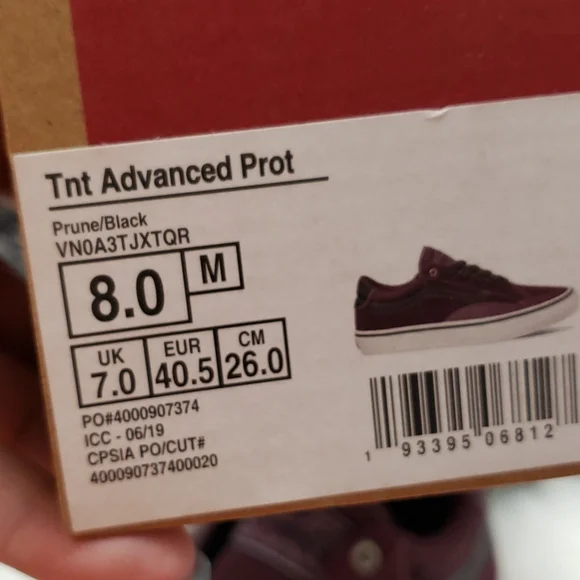 Tnt Advanced Prot
Prune/Black
VN0A3TJXTQR
8.0 M
UK EUR CM
7.0 40.5 26.0
PO#4000907374
ICC - 06/19
CPSIA PO/CUT#
400090737400020
1 93395 06812